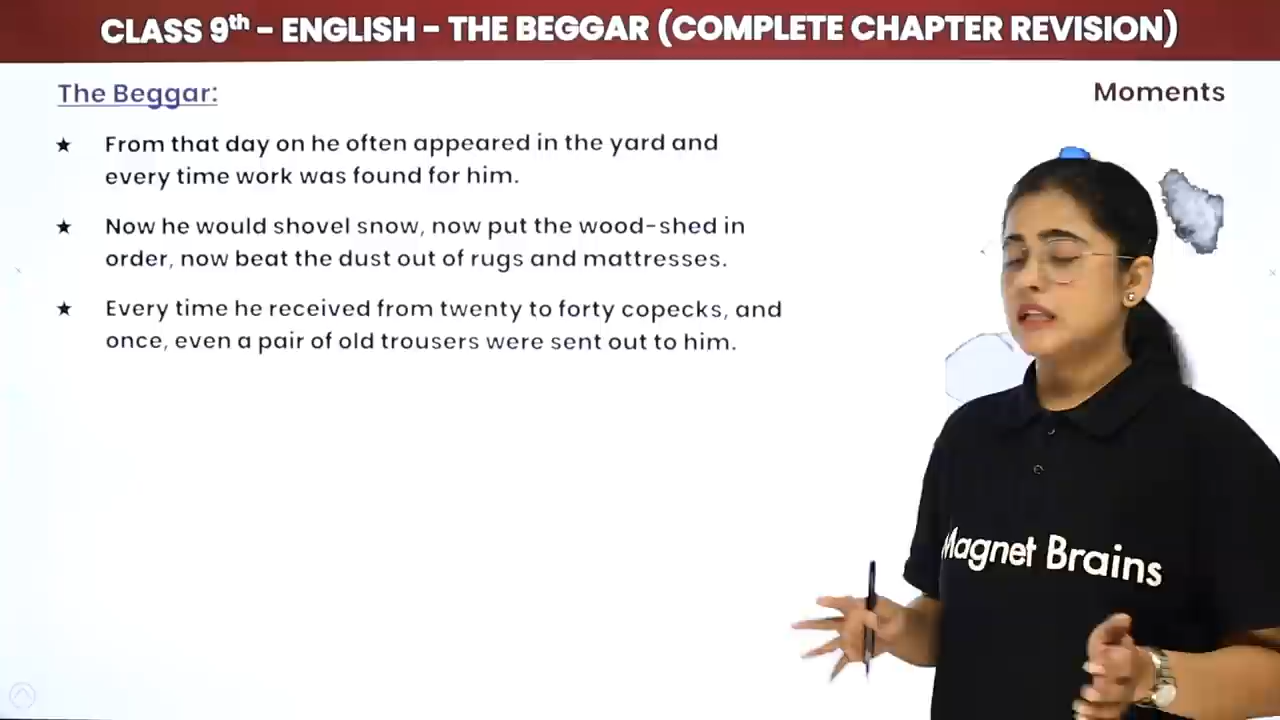 CLASS 9th - ENGLISH - THE BEGGAR (COMPLETE CHAPTER REVISION)
The Beggar:
Moments
★ From that day on he often appeared in the yard and
every time work was found for him.
★ Now he would shovel snow, now put the wood-shed in
order, now beat the dust out of rugs and mattresses.
★ Every time he received from twenty to forty copecks, and
once, even a pair of old trousers were sent out to him.
Magnet Brains